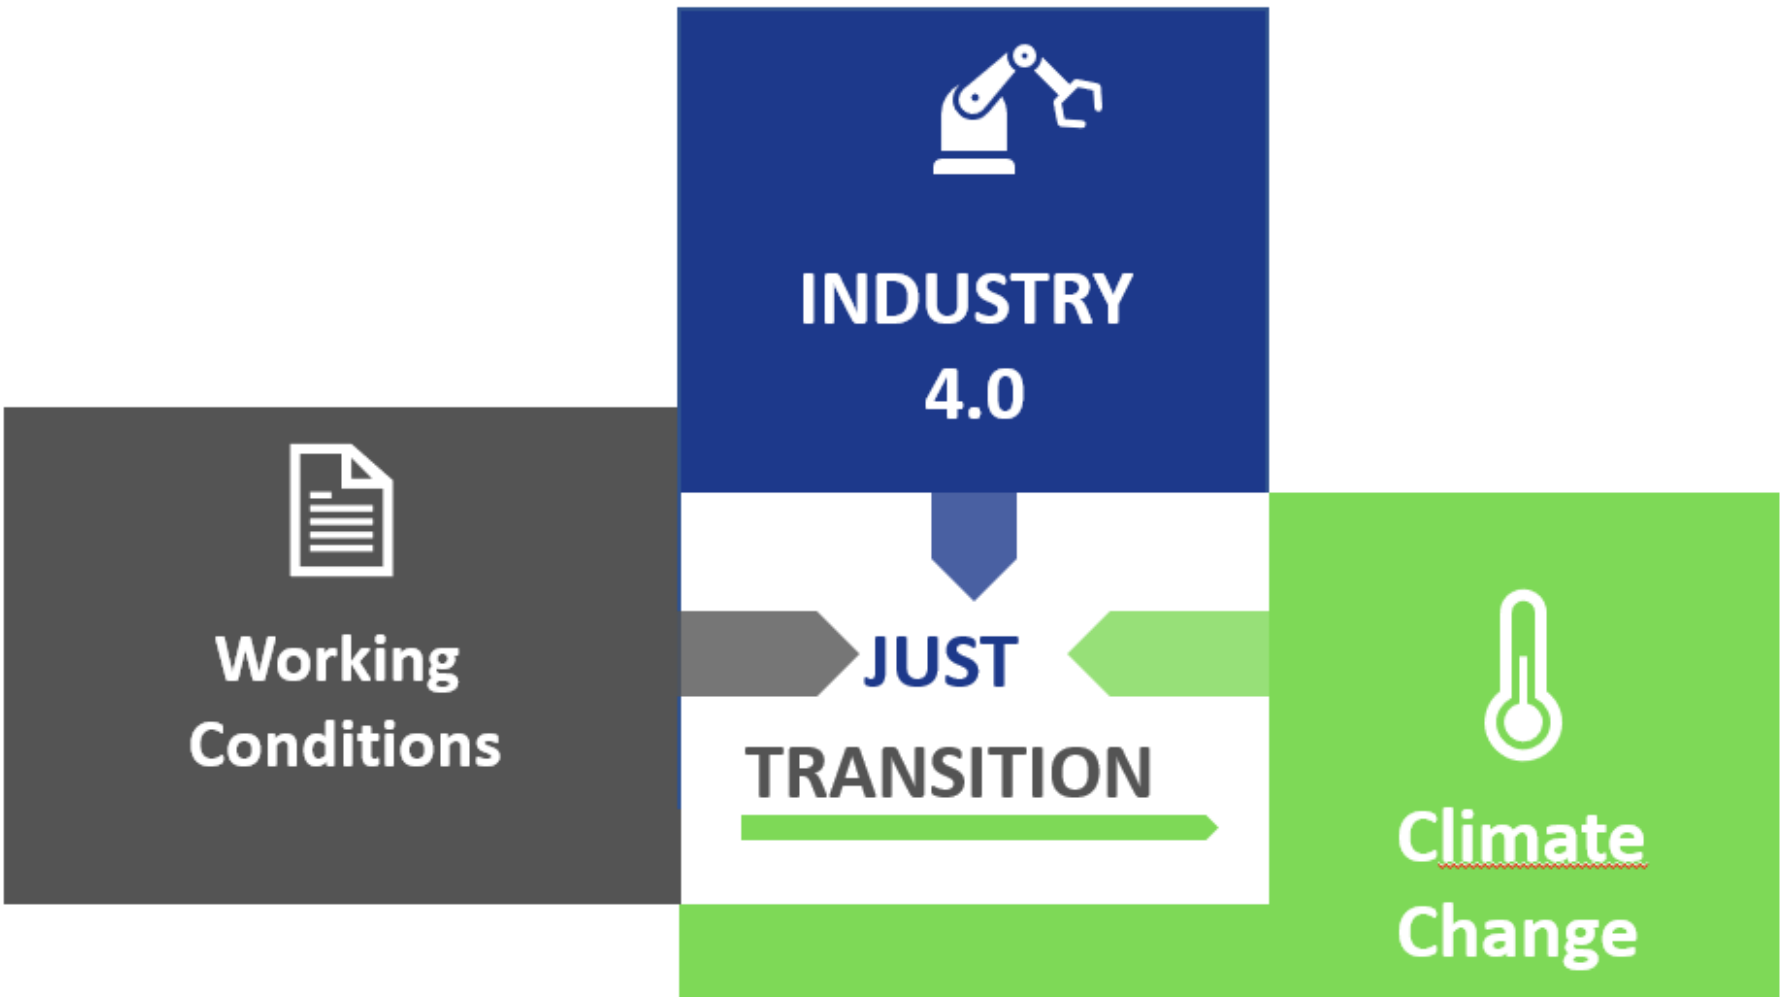 INDUSTRY
4.0
Working
Conditions
JUST
TRANSITION
Climate
Change